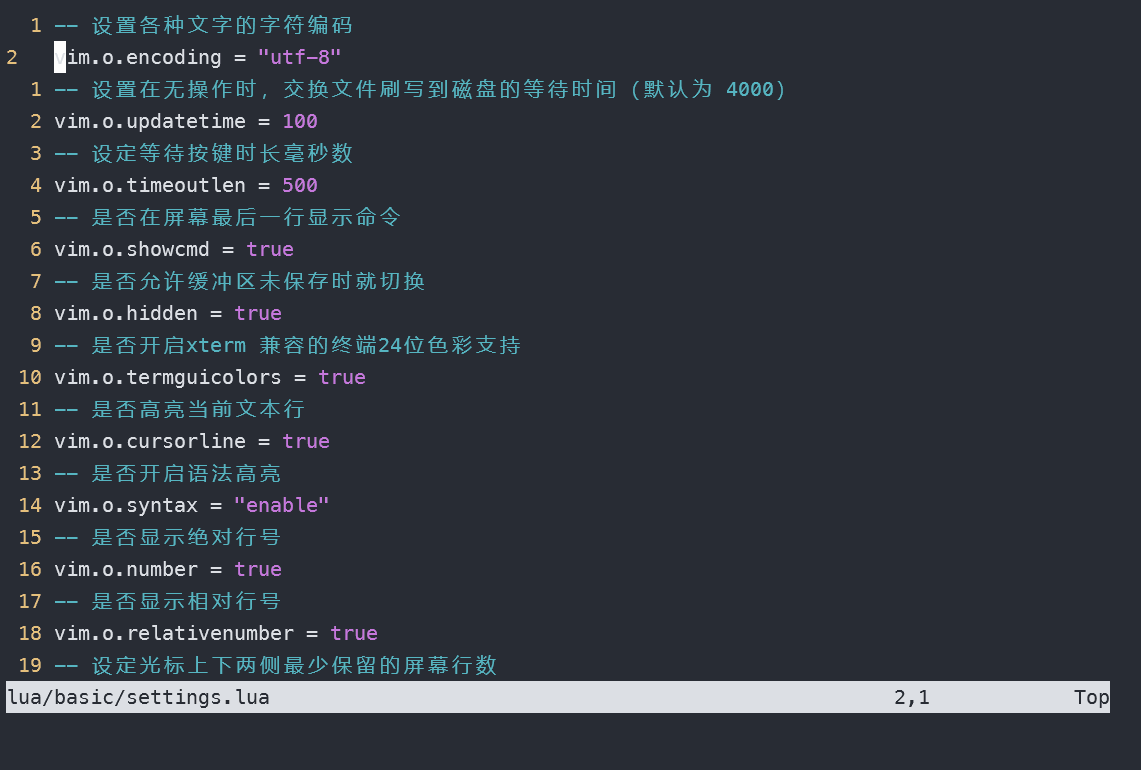 1 -- 设置各种文字的字符编码
2 vim.o.encoding = "utf-8"
1 -- 设置在无操作时，交换文件刷写到磁盘的等待时间（默认为 4000）
2 vim.o.updatetime = 100
3 -- 设定等待按键时长毫秒数
4 vim.o.timeoutlen = 500
5 -- 是否在屏幕最后一行显示命令
6 vim.o.showcmd = true
7 -- 是否允许缓冲区未保存时就切换
8 vim.o.hidden = true
9 -- 是否开启xterm 兼容的终端24位色彩支持
10 vim.o.termguicolors = true
11 -- 是否高亮当前文本行
12 vim.o.cursorline = true
13 -- 是否开启语法高亮
14 vim.o.syntax = "enable"
15 -- 是否显示绝对行号
16 vim.o.number = true
17 -- 是否显示相对行号
18 vim.o.relativenumber = true
19 -- 设定光标上下两侧最少保留的屏幕行数
lua/basic/settings.lua 2,1 Top